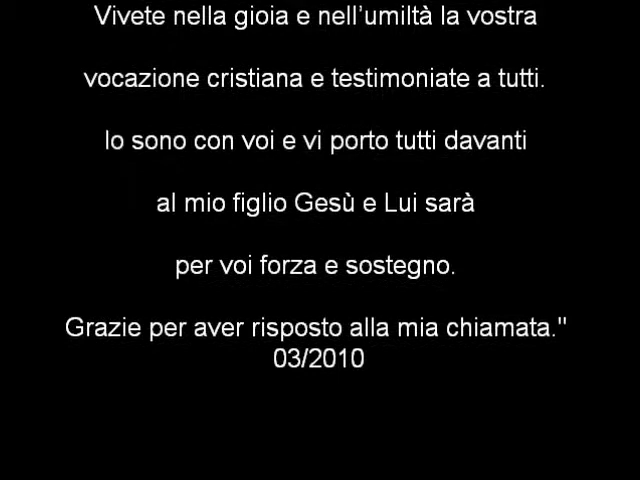 Vivete nella gioia e nell’umiltà la vostra
vocazione cristiana e testimoniate a tutti.
Io sono con voi e vi porto tutti davanti
al mio figlio Gesù e Lui sarà
per voi forza e sostegno.
Grazie per aver risposto alla mia chiamata."
03/2010